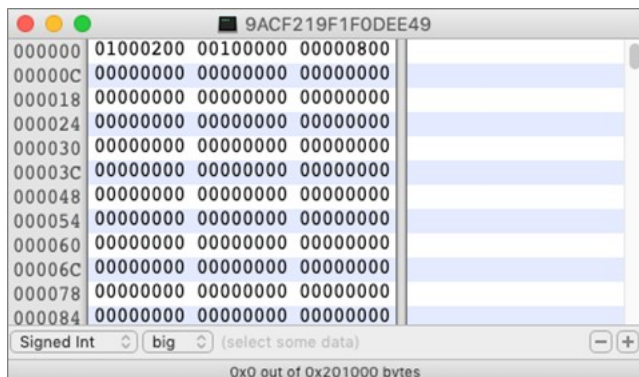 9ACF219F1F0DEE49
000000 01000200 00100000 00000800
00000C 00000000 00000000 00000000
000018 00000000 00000000 00000000
000024 00000000 00000000 00000000
000030 00000000 00000000 00000000
00003C 00000000 00000000 00000000
000048 00000000 00000000 00000000
000054 00000000 00000000 00000000
000060 00000000 00000000 00000000
00006C 00000000 00000000 00000000
000078 00000000 00000000 00000000
000084 00000000 00000000 00000000
Signed Int big (select some data)
0x0 out of 0x201000 bytes